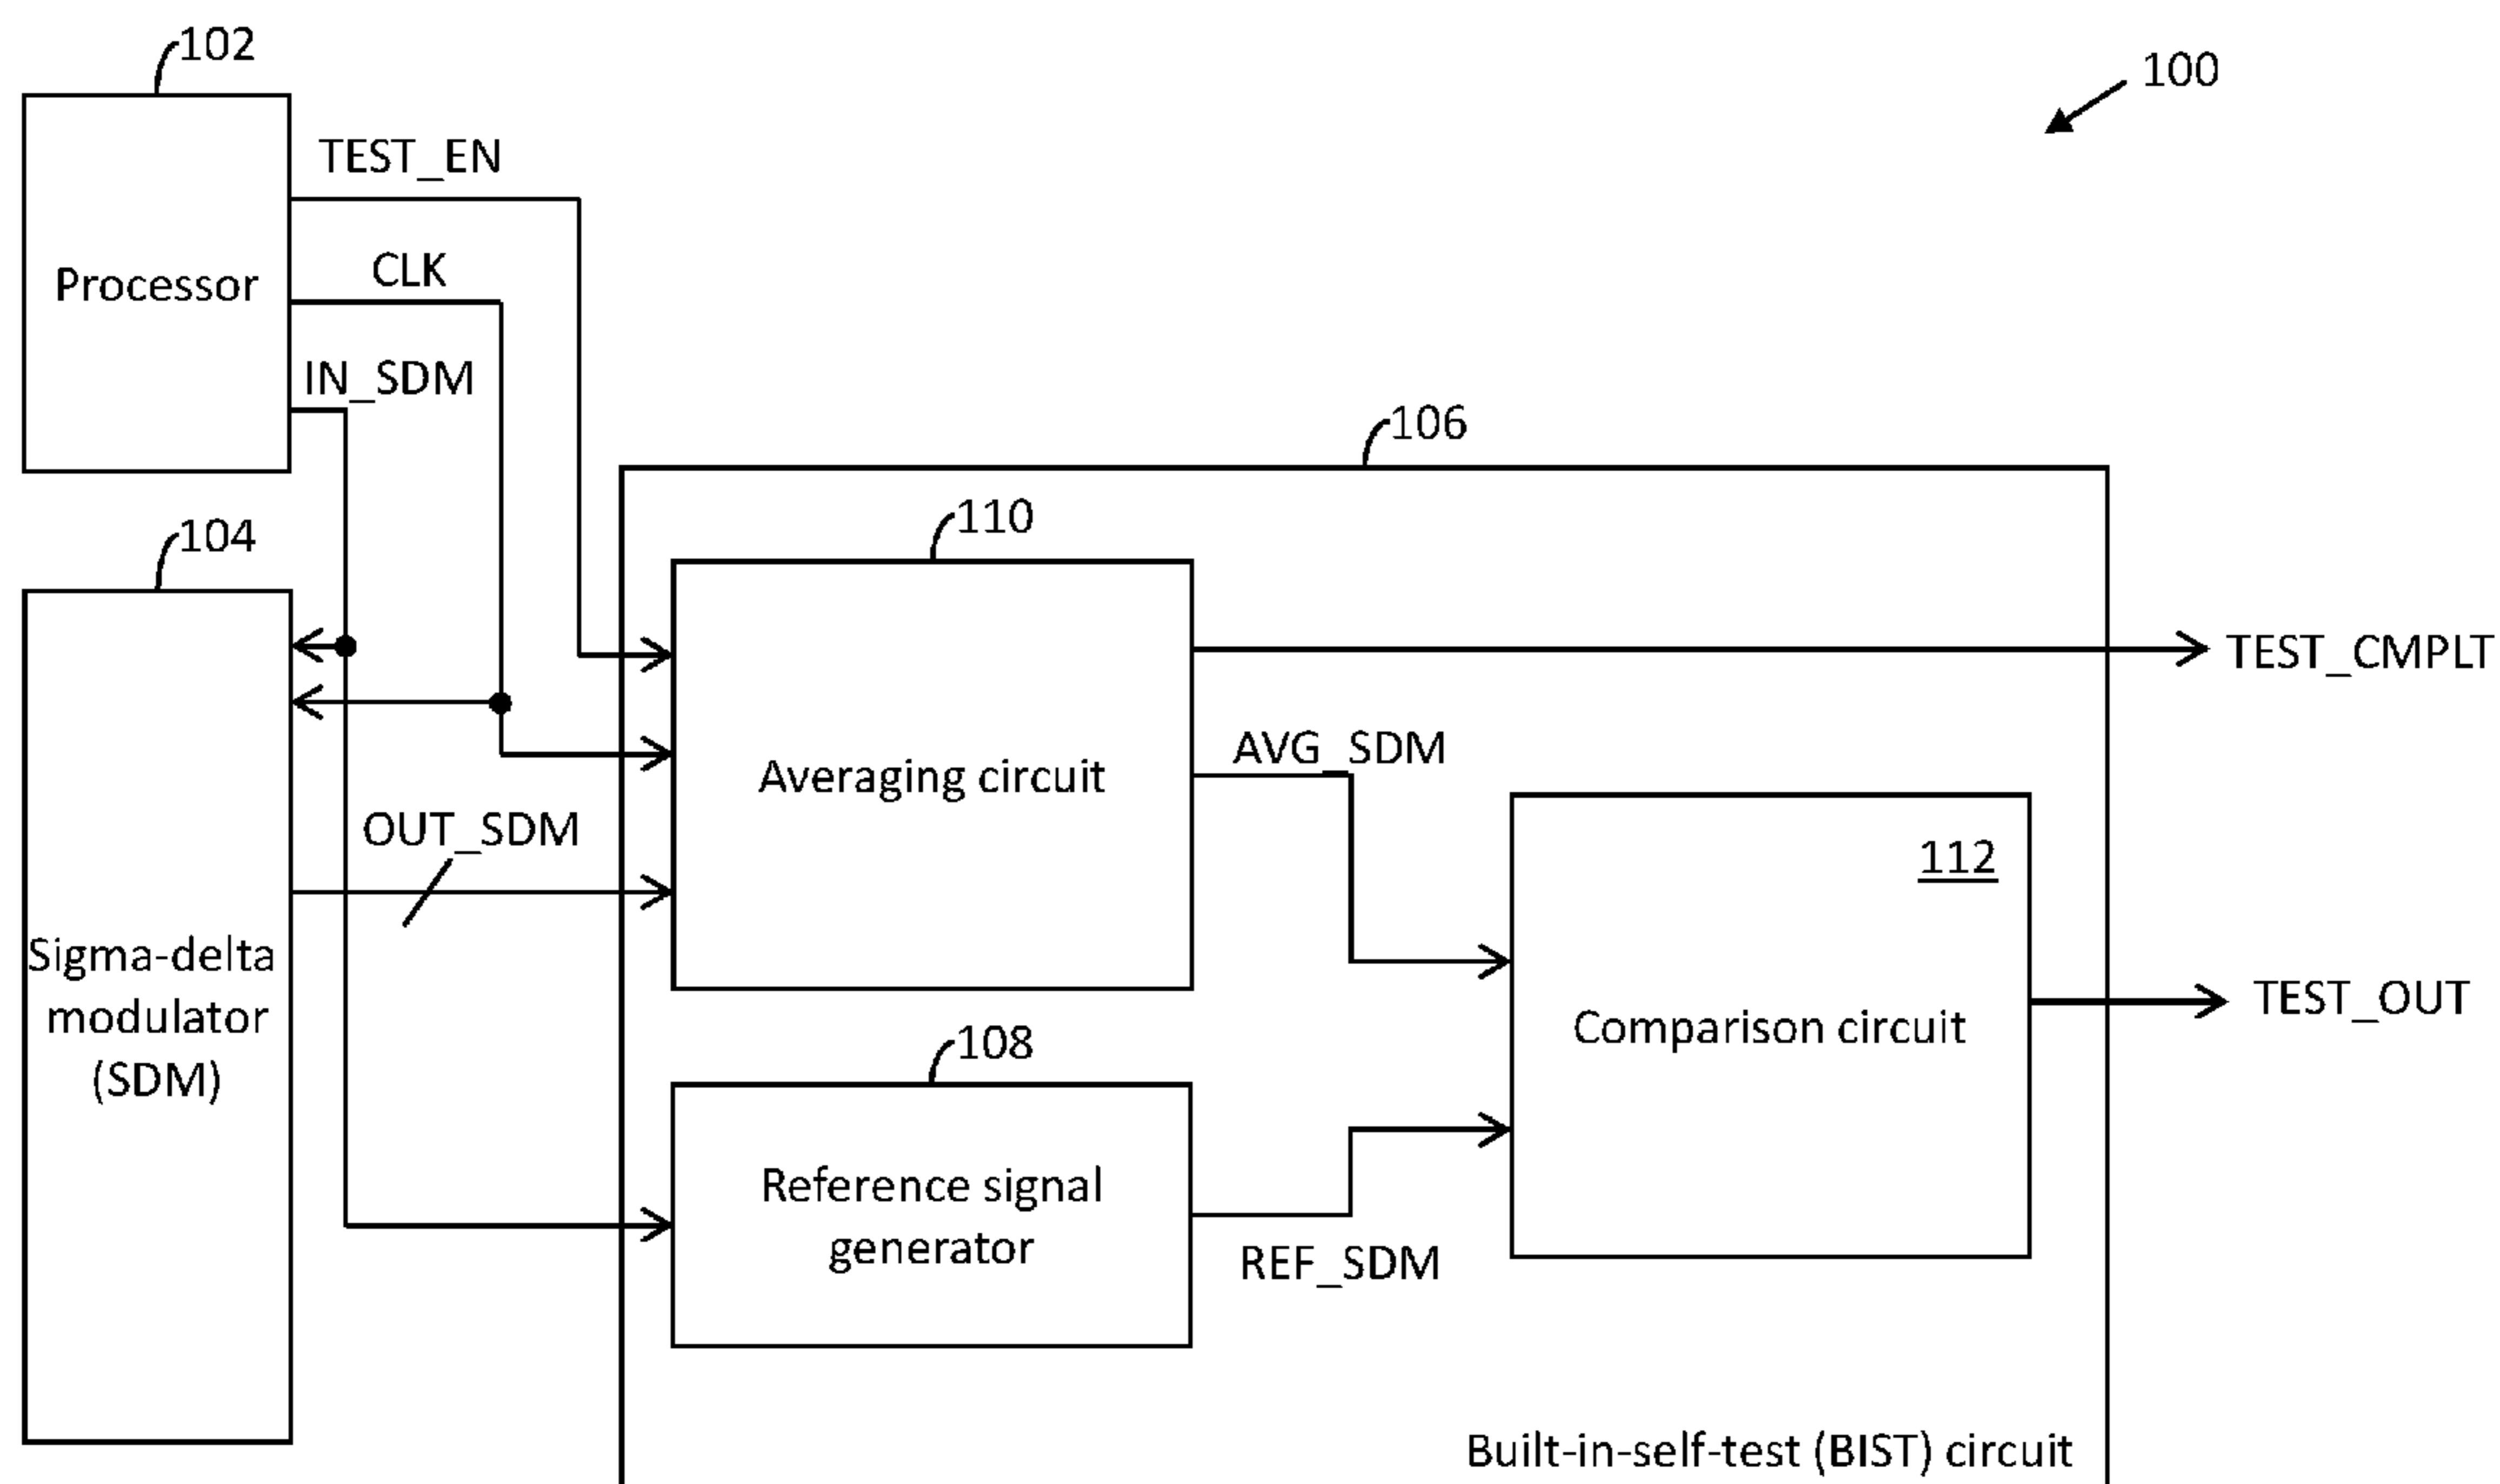 102
100
TEST_EN
CLK
Processor
IN_SDM
106
110
104
TEST_CMPLT
AVG_SDM
Averaging circuit
OUT_SDM
112
Sigma-delta
modulator
(SDM)
TEST_OUT
Comparison circuit
108
Reference signal
generator
REF_SDM
Built-in-self-test (BIST) circuit